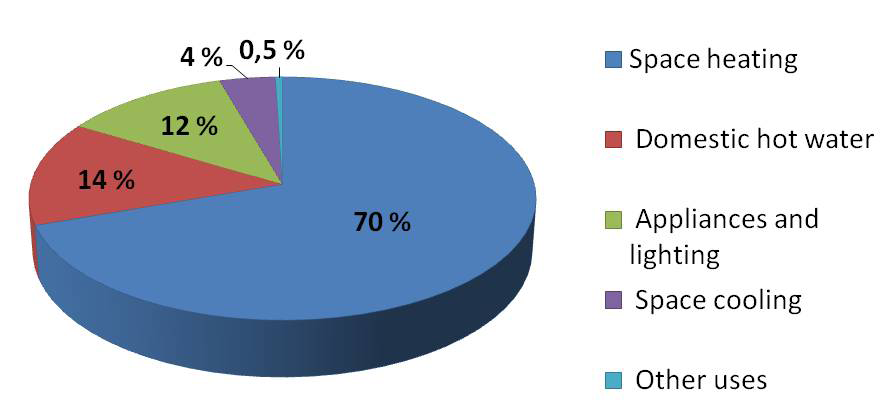 4 %
0,5 %
12 %
14 %
70 %
Space heating
Domestic hot water
Appliances and
lighting
Space cooling
Other uses